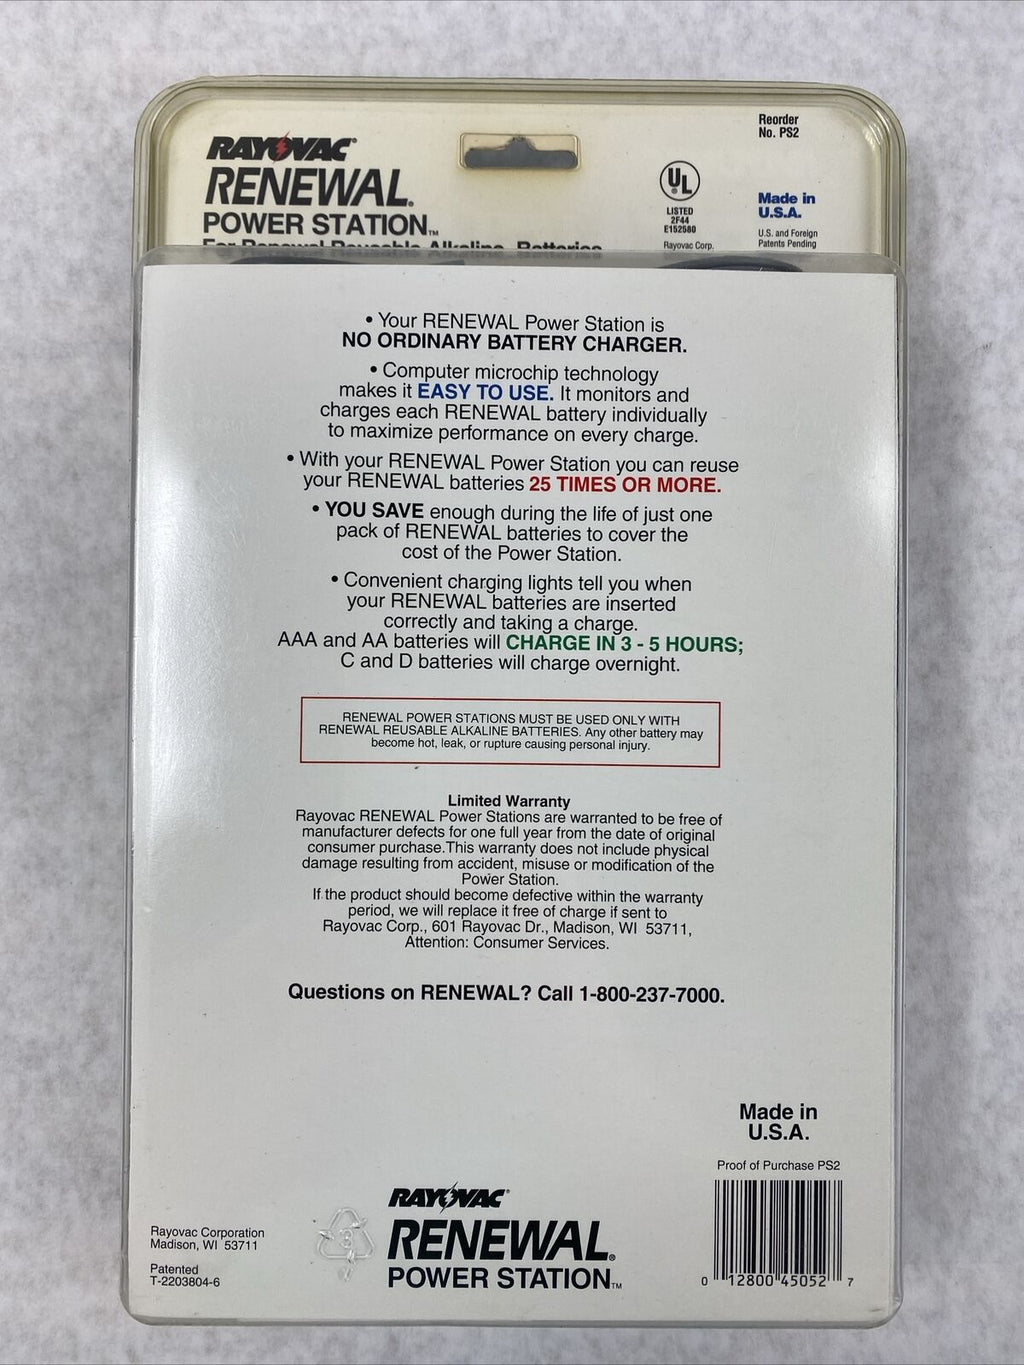 RAYOVAC®
RENEWAL®
POWER STATION™
For Renewal Reusable Alkaline Batteries
UL
LISTED
2F44
E152580
Rayovac Corp.
Reorder
No. PS2
Made in
U.S.A.
U.S. and Foreign
Patents Pending
• Your RENEWAL Power Station is
NO ORDINARY BATTERY CHARGER.
• Computer microchip technology
makes it EASY TO USE. It monitors and
charges each RENEWAL battery individually
to maximize performance on every charge.
• With your RENEWAL Power Station you can reuse
your RENEWAL batteries 25 TIMES OR MORE.
• YOU SAVE enough during the life of just one
pack of RENEWAL batteries to cover the
cost of the Power Station.
• Convenient charging lights tell you when
your RENEWAL batteries are inserted
correctly and taking a charge.
AAA and AA batteries will CHARGE IN 3 - 5 HOURS;
C and D batteries will charge overnight.
RENEWAL POWER STATIONS MUST BE USED ONLY WITH
RENEWAL REUSABLE ALKALINE BATTERIES. Any other battery may
become hot, leak, or rupture causing personal injury.
Limited Warranty
Rayovac RENEWAL Power Stations are warranted to be free of
manufacturer defects for one full year from the date of original
consumer purchase.This warranty does not include physical
damage resulting from accident, misuse or modification of the
Power Station.
If the product should become defective within the warranty
period, we will replace it free of charge if sent to
Rayovac Corp., 601 Rayovac Dr., Madison, WI 53711,
Attention: Consumer Services.
Questions on RENEWAL? Call 1-800-237-7000.
Made in
U.S.A.
Proof of Purchase PS2
0 12800 45052 7
RAYOVAC®
RENEWAL®
POWER STATION™
3
Rayovac Corporation
Madison, WI 53711
Patented
T-2203804-6